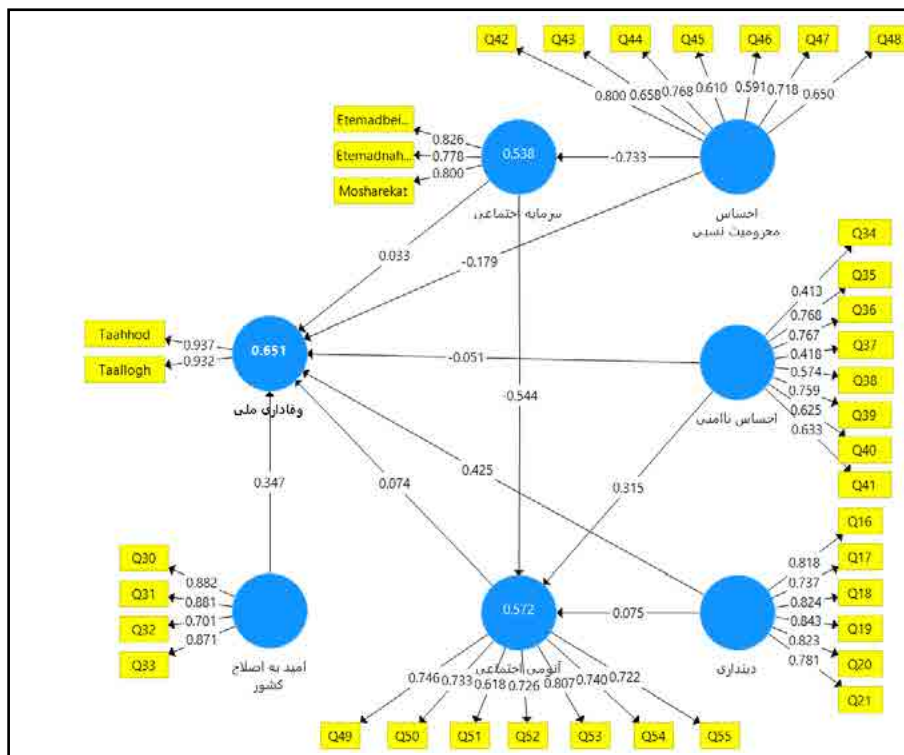 Q42 Q43 Q44 Q45 Q46 Q47 Q48
0.800 0.658 0.768 0.610 0.591 0.718 0.650
Etemadbei...
Etemadnah...
Mosharekat
0.826
0.778
0.800
0.538
سرمایه اجتماعی
-0.733
احساس
محرومیت نسبی
0.033
-0.179
Taahhod
Taallogh
0.937
0.932
0.651
وفاداری ملی
-0.051
-0.544
Q34
Q35
Q36
Q37
Q38
Q39
Q40
Q41
0.413
0.768
0.767
0.418
0.574
0.759
0.625
0.633
احساس ناامنی
0.347
0.074
0.425
0.315
Q30
Q31
Q32
Q33
0.882
0.881
0.701
0.871
امید به اصلاح
کشور
0.572
آنومی اجتماعی
0.075
Q16
Q17
Q18
Q19
Q20
Q21
0.818
0.737
0.824
0.843
0.823
0.781
دینداری
0.746 0.733 0.618 0.726 0.807 0.740 0.722
Q49 Q50 Q51 Q52 Q53 Q54 Q55